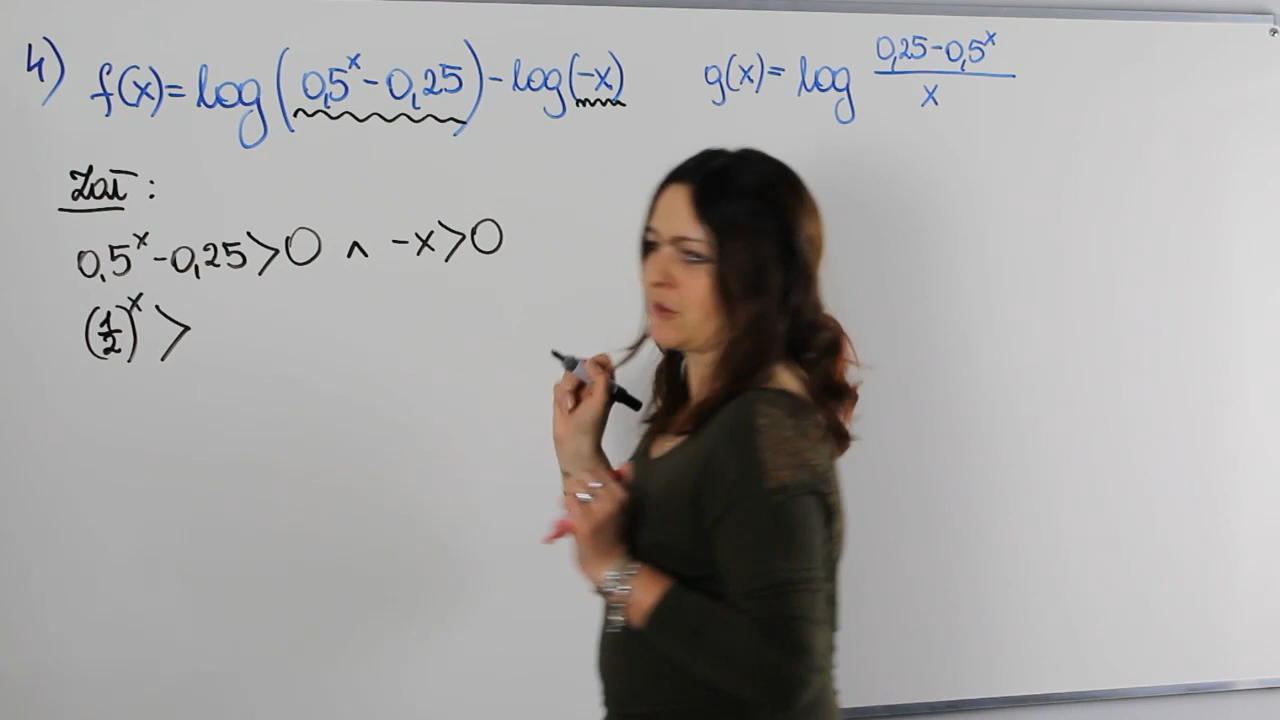 4) f(x)=log(0,5^x-0,25)-log(-x) g(x)=log (0,25-0,5^x)/x
Zał:
0,5^x-0,25>0 ∧ -x>0
(1/2)^x>